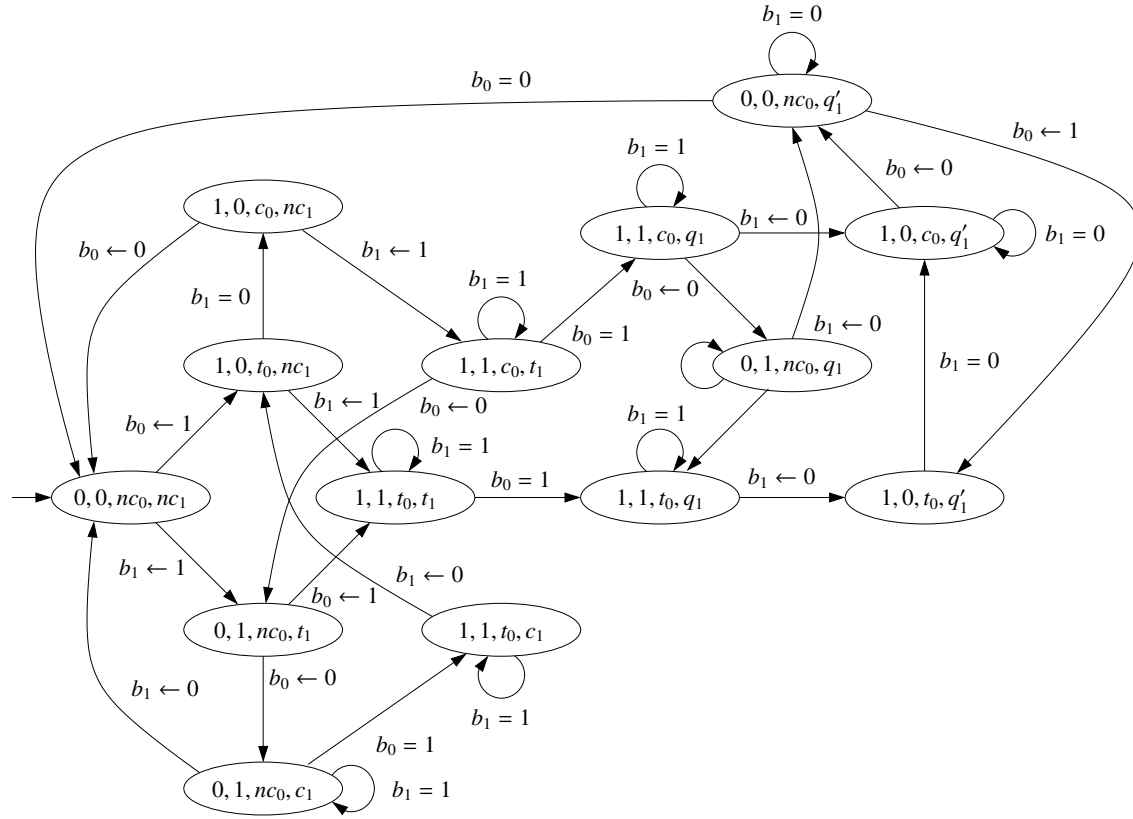 b₁ = 0
b₀ = 0
0, 0, nc₀, q′₁
b₀ ← 1
b₁ = 1
b₀ ← 0
1, 0, c₀, nc₁
1, 1, c₀, q₁
b₁ ← 0
1, 0, c₀, q′₁
b₁ = 0
b₀ ← 0
b₁ ← 1
b₁ = 1
b₀ ← 0
b₁ = 0
b₀ = 1
b₁ ← 0
1, 0, t₀, nc₁
1, 1, c₀, t₁
0, 1, nc₀, q₁
b₁ = 0
b₁ ← 1
b₀ ← 0
b₀ ← 1
b₁ = 1
b₁ = 1
0, 0, nc₀, nc₁
1, 1, t₀, t₁
b₀ = 1
1, 1, t₀, q₁
b₁ ← 0
1, 0, t₀, q′₁
b₁ ← 1
b₁ ← 0
b₀ ← 1
0, 1, nc₀, t₁
1, 1, t₀, c₁
b₁ ← 0
b₀ ← 0
b₁ = 1
b₀ = 1
0, 1, nc₀, c₁
b₁ = 1